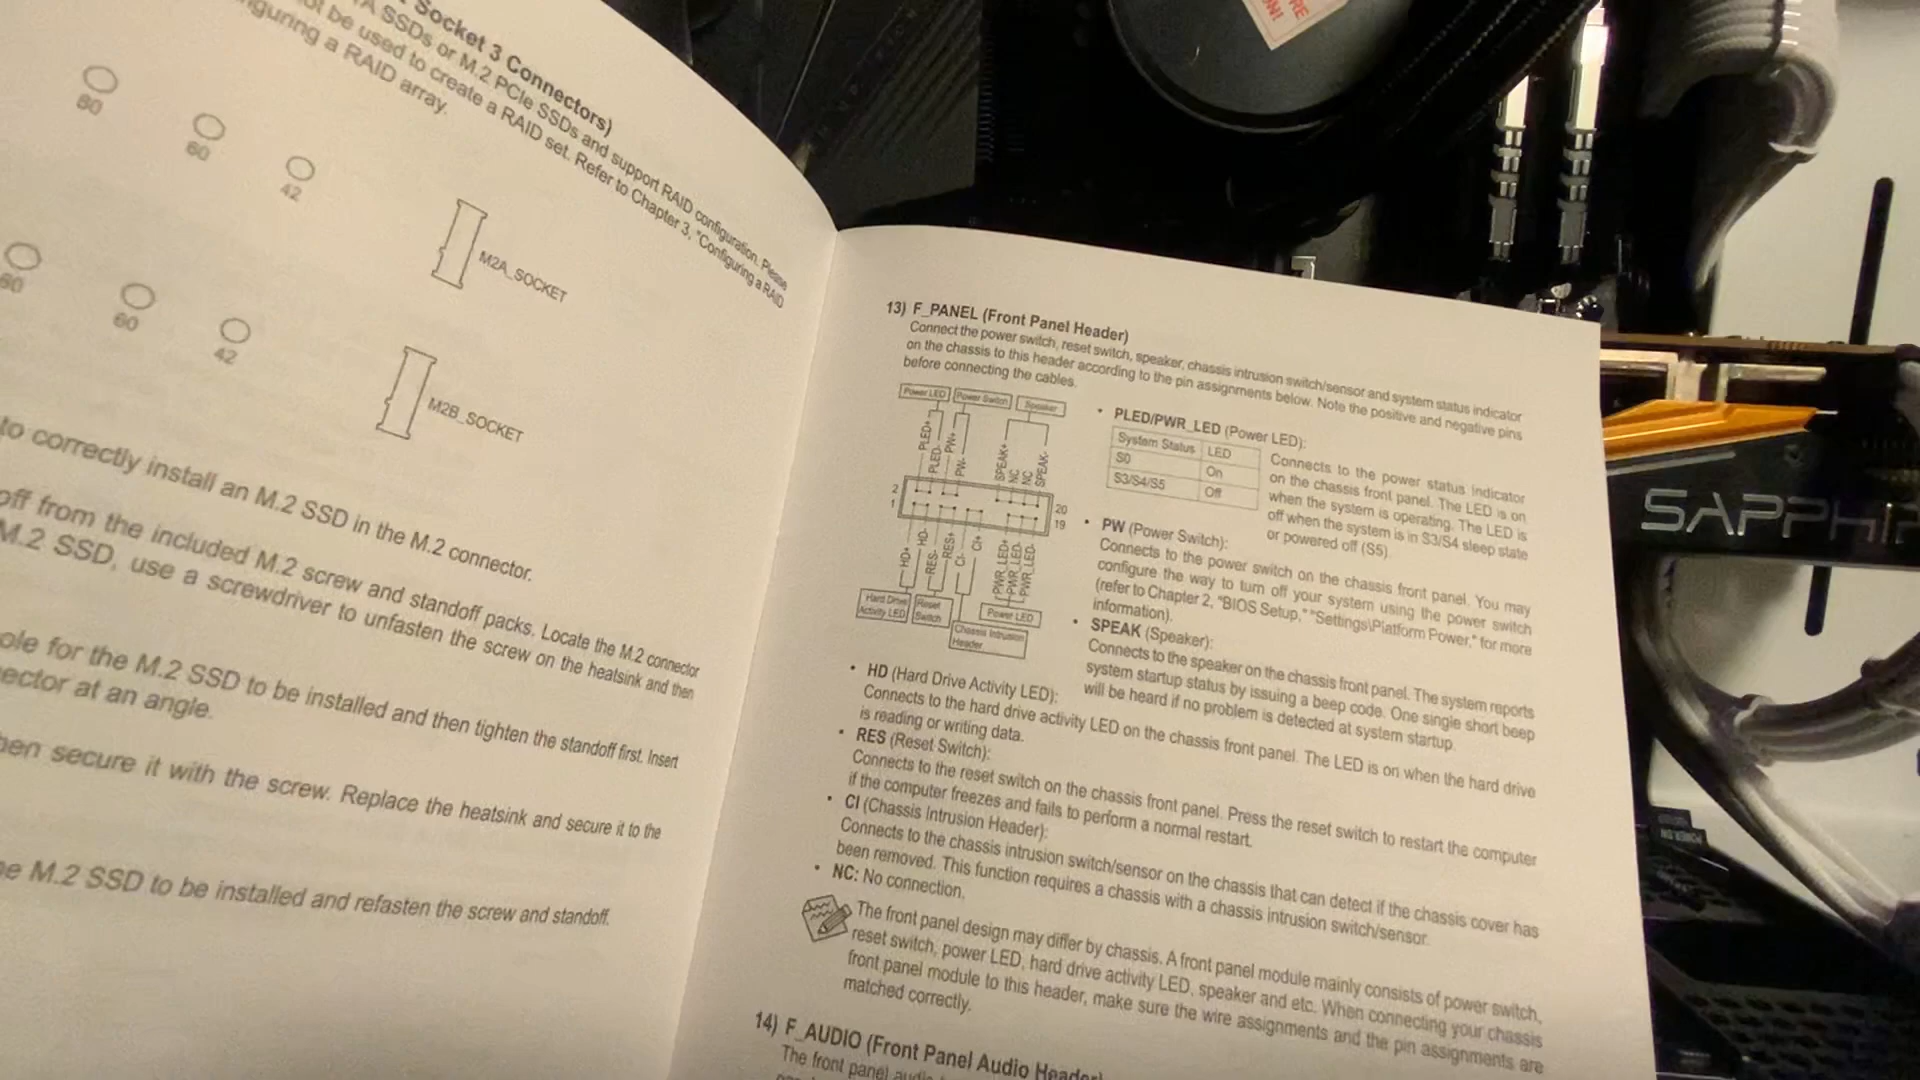 Socket 3 Connectors)
SSDs or M.2 PCIe SSDs and support RAID configuration. Please
be used to create a RAID set. Refer to Chapter 3, "Configuring a RAID
a RAID array.
80
60
42
M2A_SOCKET
60
42
M2B_SOCKET
to correctly install an M.2 SSD in the M.2 connector.
off from the included M.2 screw and standoff packs. Locate the M.2 connector
M.2 SSD, use a screwdriver to unfasten the screw on the heatsink and then
for the M.2 SSD to be installed and then tighten the standoff first. Insert
at an angle.
secure it with the screw. Replace the heatsink and secure it to the
M.2 SSD to be installed and refasten the screw and standoff.
13) F_PANEL (Front Panel Header)
Connect the power switch, reset switch, speaker, chassis intrusion switch/sensor and system status indicator
on the chassis to this header according to the pin assignments below. Note the positive and negative pins
before connecting the cables.
Power LED
Power Switch
Speaker
PLED+
PLED-
PW+
PW-
SPEAK+
NC
NC
SPEAK-
2
1
20
19
HD+
HD-
RES-
RES+
CI-
CI+
PWR_LED+
PWR_LED-
PWR_LED-
Hard Drive
Activity LED
Reset
Switch
Chassis Intrusion
Header
Power LED
• PLED/PWR_LED (Power LED):
System Status LED
S0 On
S3/S4/S5 Off
Connects to the power status indicator
on the chassis front panel. The LED is on
when the system is operating. The LED is
off when the system is in S3/S4 sleep state
or powered off (S5).
• PW (Power Switch):
Connects to the power switch on the chassis front panel. You may
configure the way to turn off your system using the power switch
(refer to Chapter 2, "BIOS Setup," "Settings\Platform Power," for more
information).
• SPEAK (Speaker):
Connects to the speaker on the chassis front panel. The system reports
system startup status by issuing a beep code. One single short beep
will be heard if no problem is detected at system startup.
• HD (Hard Drive Activity LED):
Connects to the hard drive activity LED on the chassis front panel. The LED is on when the hard drive
is reading or writing data.
• RES (Reset Switch):
Connects to the reset switch on the chassis front panel. Press the reset switch to restart the computer
if the computer freezes and fails to perform a normal restart.
• CI (Chassis Intrusion Header):
Connects to the chassis intrusion switch/sensor on the chassis that can detect if the chassis cover has
been removed. This function requires a chassis with a chassis intrusion switch/sensor.
• NC: No connection.
The front panel design may differ by chassis. A front panel module mainly consists of power switch,
reset switch, power LED, hard drive activity LED, speaker and etc. When connecting your chassis
front panel module to this header, make sure the wire assignments and the pin assignments are
matched correctly.
14) F_AUDIO (Front Panel Audio Header)
The front panel